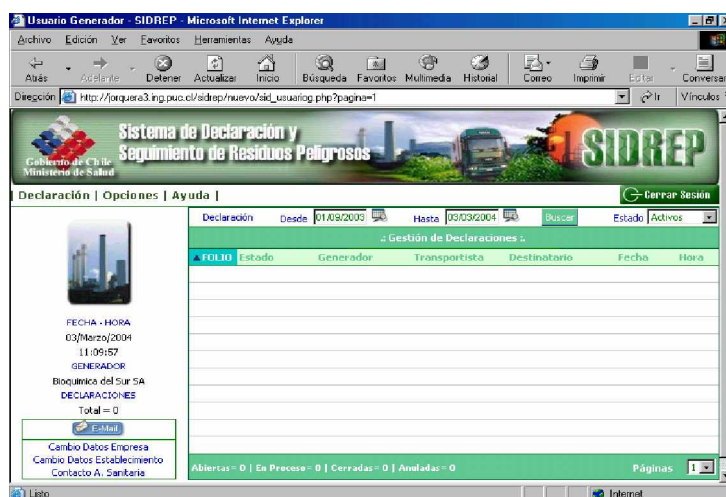 Usuario Generador - SIDREP - Microsoft Internet Explorer
Archivo Edición Ver Favoritos Herramientas Ayuda
Atrás Adelante Detener Actualizar Inicio Búsqueda Favoritos Multimedia Historial Correo Imprimir Editar Conversar
Dirección http://jorquera3.ing.puc.cl/sidrep/nuevo/sid_usuariog.php?pagina=1 Ir Vínculos
Sistema de Declaración y
Seguimiento de Residuos Peligrosos
SIDREP
Gobierno de Chile
Ministerio de Salud
Declaración | Opciones | Ayuda |
Cerrar Sesión
Declaración Desde 01/09/2003 Hasta 03/03/2004 Buscar Estado Activos
.: Gestión de Declaraciones :.
FOLIO Estado Generador Transportista Destinatario Fecha Hora
FECHA - HORA
03/Marzo/2004
11:09:57
GENERADOR
Bioquimica del Sur SA
DECLARACIONES
Total = 0
E-Mail
Cambio Datos Empresa
Cambio Datos Establecimiento
Contacto A. Sanitaria
Abiertas= 0 | En Proceso= 0 | Cerradas= 0 | Anuladas= 0
Páginas 1
Listo Internet